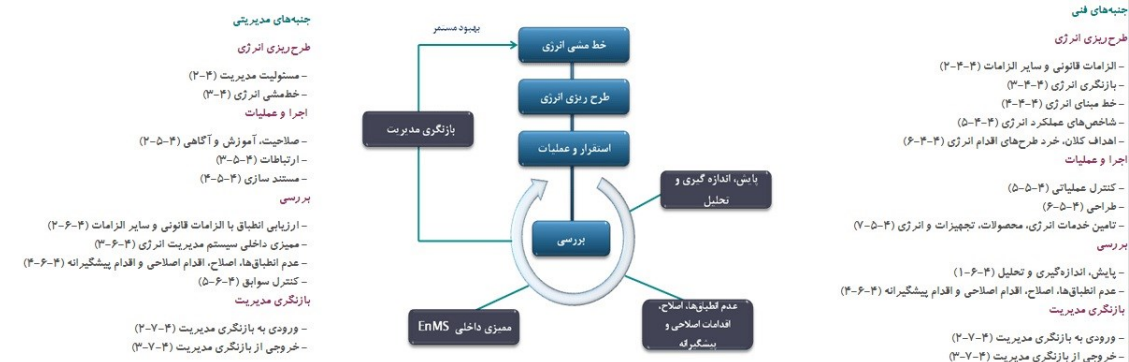 جنبه‌های فنی
طرح‌ریزی انرژی
- الزامات قانونی و سایر الزامات (۴-۴-۲)
- بازنگری انرژی (۴-۴-۳)
- خط مبنای انرژی (۴-۴-۴)
- شاخص‌های عملکرد انرژی (۴-۴-۵)
- اهداف کلان، خرد طرح‌های اقدام انرژی (۴-۴-۶)
اجرا و عملیات
- کنترل عملیاتی (۴-۵-۵)
- طراحی (۴-۵-۶)
- تامین خدمات انرژی، محصولات، تجهیزات و انرژی (۴-۵-۷)
بررسی
- پایش، اندازه‌گیری و تحلیل (۴-۶-۱)
- عدم انطباق‌ها، اصلاح، اقدام اصلاحی و اقدام پیشگیرانه (۴-۶-۴)
بازنگری مدیریت
- ورودی به بازنگری مدیریت (۴-۷-۲)
- خروجی از بازنگری مدیریت (۴-۷-۳)
بهبود مستمر
خط مشی انرژی
طرح ریزی انرژی
بازنگری مدیریت
استقرار و عملیات
پایش، اندازه گیری و
تحلیل
بررسی
عدم انطباق‌ها، اصلاح،
اقدامات اصلاحی و
پیشگیرانه
ممیزی داخلی EnMS
جنبه‌های مدیریتی
طرح‌ریزی انرژی
- مسئولیت مدیریت (۴-۲)
- خط‌مشی انرژی (۴-۳)
اجرا و عملیات
- صلاحیت، آموزش و آگاهی (۴-۵-۲)
- ارتباطات (۴-۵-۳)
- مستند سازی (۴-۵-۴)
بررسی
- ارزیابی انطباق با الزامات قانونی و سایر الزامات (۴-۶-۲)
- ممیزی داخلی سیستم مدیریت انرژی (۴-۶-۳)
- عدم انطباق‌ها، اصلاح، اقدام اصلاحی و اقدام پیشگیرانه (۴-۶-۴)
- کنترل سوابق (۴-۶-۵)
بازنگری مدیریت
- ورودی به بازنگری مدیریت (۴-۷-۲)
- خروجی از بازنگری مدیریت (۴-۷-۳)